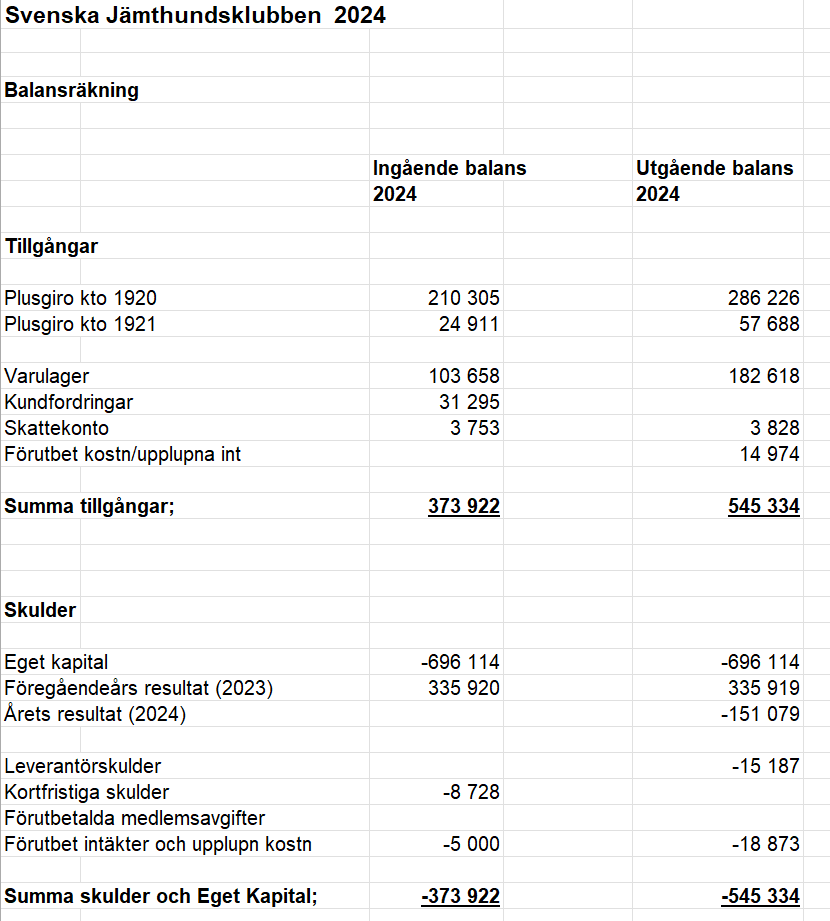 Svenska Jämthundsklubben  2024
Balansräkning
Ingående balans Utgående balans
2024 2024
Tillgångar
Plusgiro kto 1920 210 305 286 226
Plusgiro kto 1921 24 911 57 688
Varulager 103 658 182 618
Kundfordringar 31 295
Skattekonto 3 753 3 828
Förutbet kostn/upplupna int 14 974
Summa tillgångar; 373 922 545 334
Skulder
Eget kapital -696 114 -696 114
Föregåendeårs resultat (2023) 335 920 335 919
Årets resultat (2024) -151 079
Leverantörskulder -15 187
Kortfristiga skulder -8 728
Förutbetalda medlemsavgifter
Förutbet intäkter och upplupn kostn -5 000 -18 873
Summa skulder och Eget Kapital; -373 922 -545 334